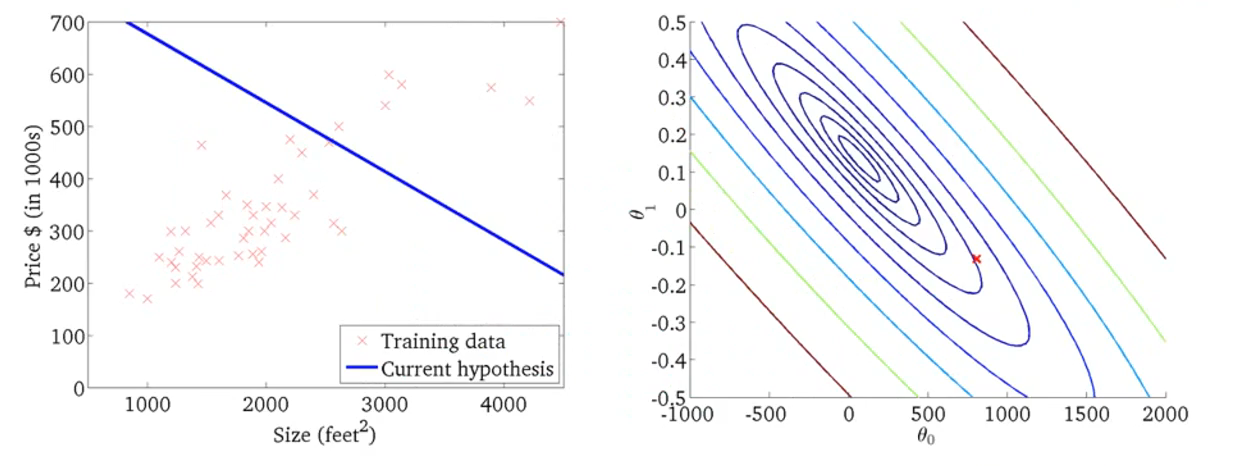 700
600
500
400
300
200
100
0
Price $ (in 1000s)
1000 2000 3000 4000
Size (feet²)
Training data
Current hypothesis
0.5
0.4
0.3
0.2
0.1
0
-0.1
-0.2
-0.3
-0.4
-0.5
θ₁
-1000 -500 0 500 1000 1500 2000
θ₀